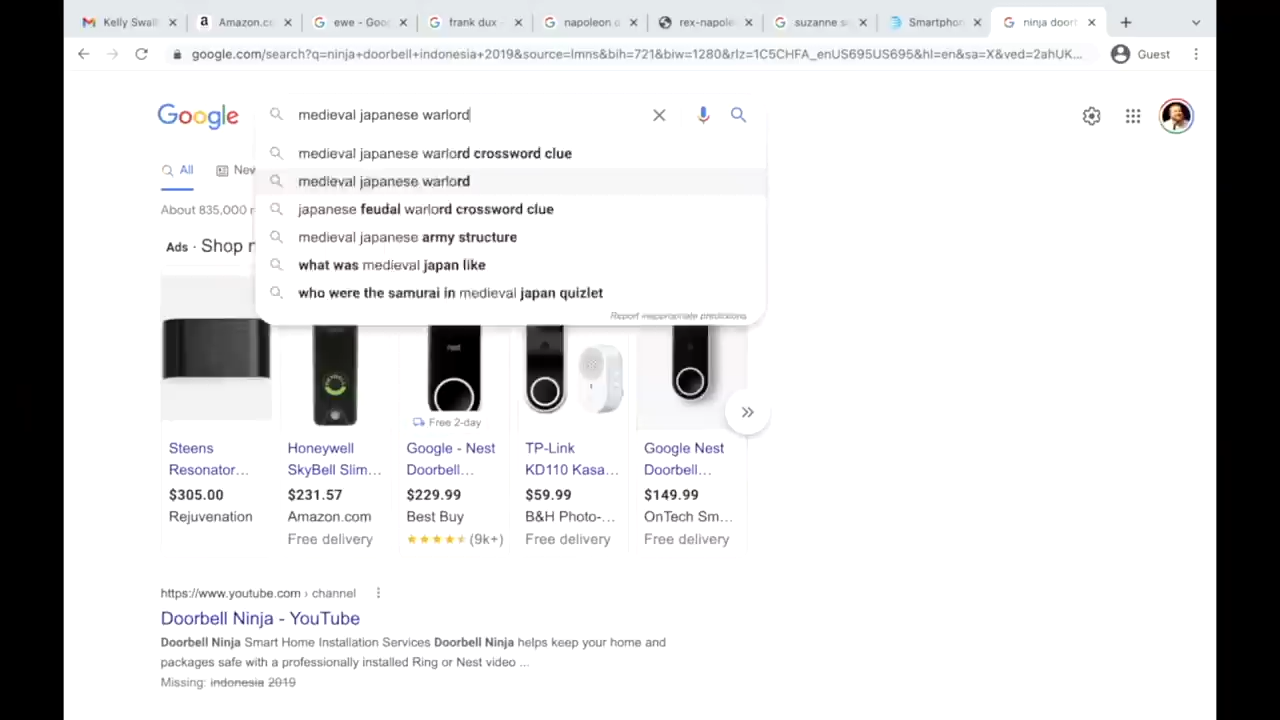 Kelly Swall
Amazon.c
ewe - Goo
frank dux -
napoleon
rex-napole
suzanne s
Smartphon
ninja doorb
google.com/search?q=ninja+doorbell+indonesia+2019&source=lmns&bih=721&biw=1280&rlz=1C5CHFA_enUS695US695&hl=en&sa=X&ved=2ahUK...
Guest
Google
medieval japanese warlord
medieval japanese warlord crossword clue
medieval japanese warlord
japanese feudal warlord crossword clue
medieval japanese army structure
what was medieval japan like
who were the samurai in medieval japan quizlet
Report inappropriate predictions
All
New
About 835,000 r
Ads · Shop n
nest
Free 2-day
Steens Resonator...
$305.00
Rejuvenation
Honeywell SkyBell Slim...
$231.57
Amazon.com
Free delivery
Google - Nest Doorbell...
$229.99
Best Buy
(9k+)
TP-Link KD110 Kasa...
$59.99
B&H Photo-...
Free delivery
Google Nest Doorbell...
$149.99
OnTech Sm...
Free delivery
https://www.youtube.com › channel
Doorbell Ninja - YouTube
Doorbell Ninja Smart Home Installation Services Doorbell Ninja helps keep your home and
packages safe with a professionally installed Ring or Nest video ...
Missing: indonesia 2019